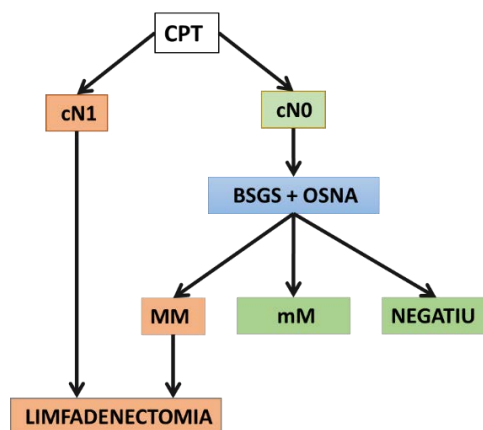 CPT
cN1
cN0
BSGS + OSNA
MM
mM
NEGATIU
LIMFADENECTOMIA